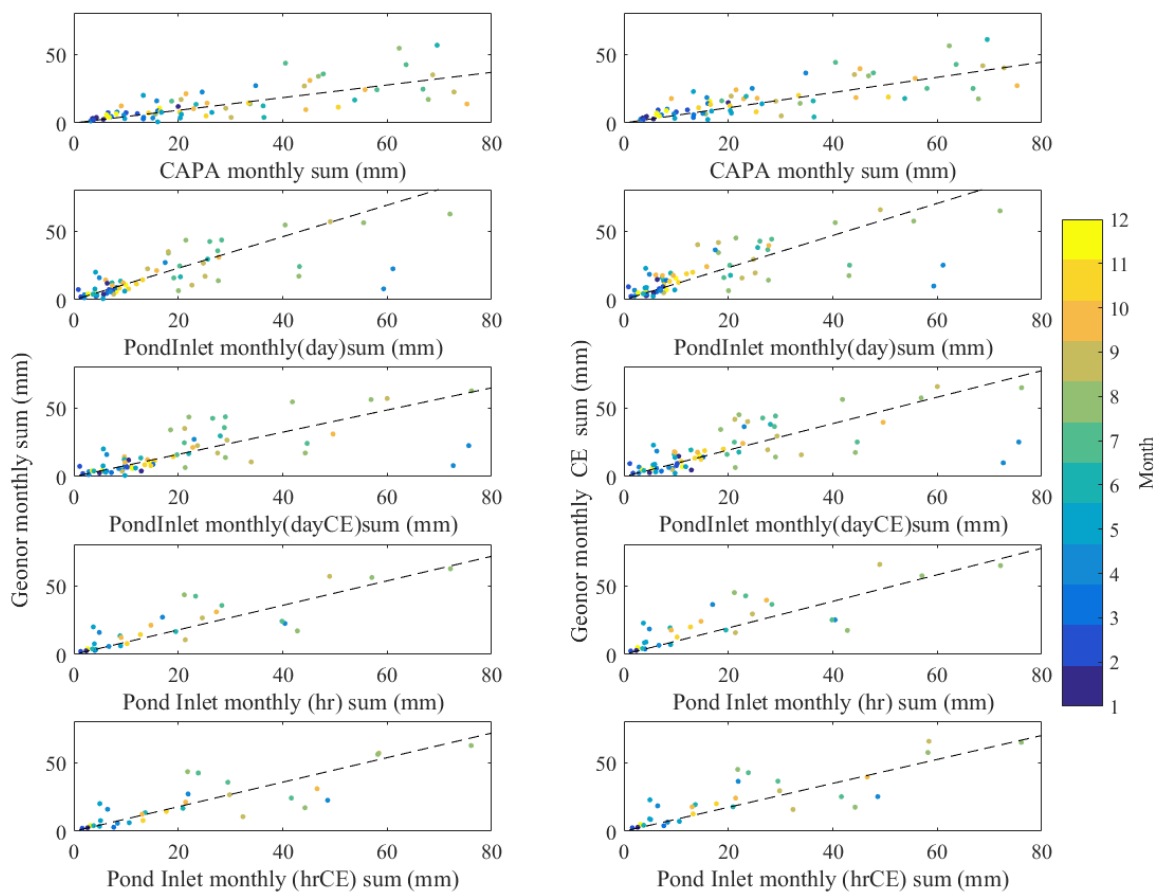 50
0
0 20 40 60 80
CAPA monthly sum (mm)
50
0
0 20 40 60 80
CAPA monthly sum (mm)
50
0
0 20 40 60 80
PondInlet monthly(day)sum (mm)
50
0
0 20 40 60 80
PondInlet monthly(day)sum (mm)
50
0
0 20 40 60 80
PondInlet monthly(dayCE)sum (mm)
50
0
0 20 40 60 80
PondInlet monthly(dayCE)sum (mm)
50
0
0 20 40 60 80
Pond Inlet monthly (hr) sum (mm)
50
0
0 20 40 60 80
Pond Inlet monthly (hr) sum (mm)
50
0
0 20 40 60 80
Pond Inlet monthly (hrCE) sum (mm)
50
0
0 20 40 60 80
Pond Inlet monthly (hrCE) sum (mm)
Geonor monthly sum (mm)
Geonor monthly CE sum (mm)
12
11
10
9
8
7
6
5
4
3
2
1
Month